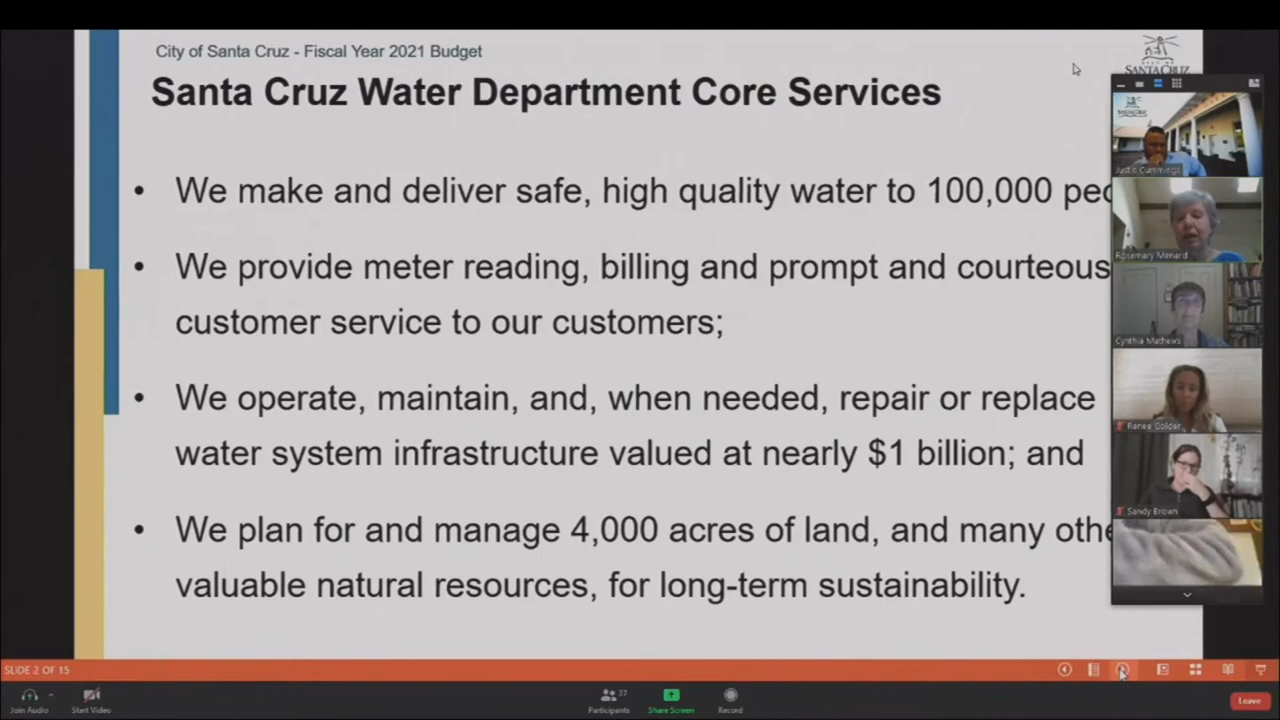 City of Santa Cruz - Fiscal Year 2021 Budget
Santa Cruz Water Department Core Services
SANTA CRUZ
• We make and deliver safe, high quality water to 100,000 peo
• We provide meter reading, billing and prompt and courteous
customer service to our customers;
• We operate, maintain, and, when needed, repair or replace
water system infrastructure valued at nearly $1 billion; and
• We plan for and manage 4,000 acres of land, and many othe
valuable natural resources, for long-term sustainability.
SANTA CRUZ
Justin Cummings
Rosemary Menard
Cynthia Mathews
Renee Golder
Sandy Brown
SLIDE 2 OF 15
Join Audio
Start Video
37
Participants
Share Screen
Record
Leave